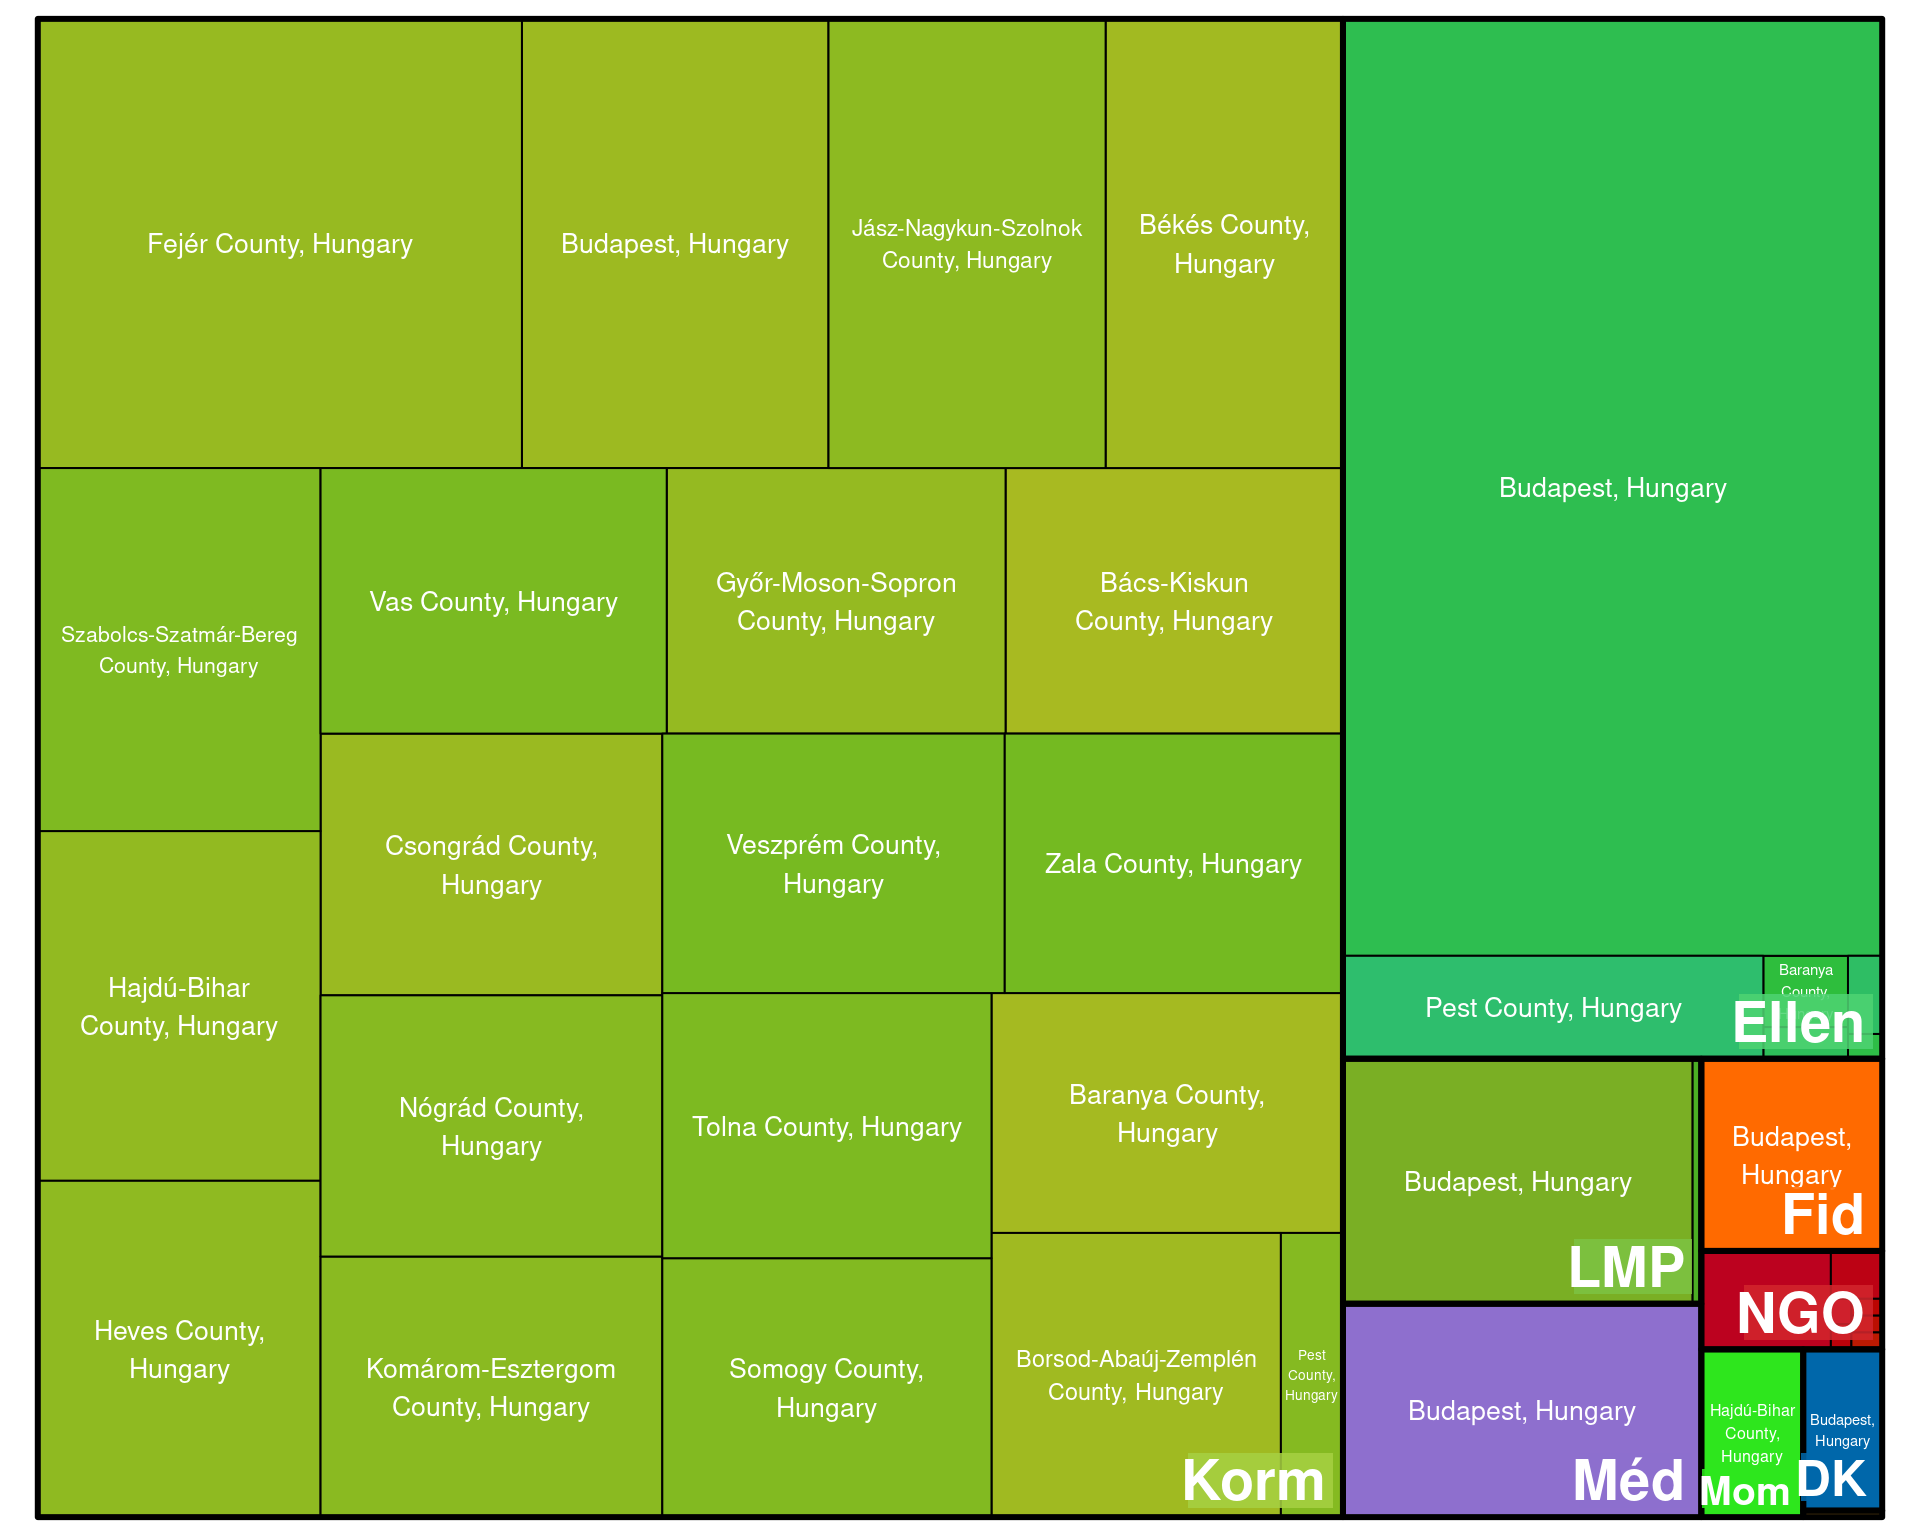 Fejér County, Hungary
Budapest, Hungary
Jász-Nagykun-Szolnok
County, Hungary
Békés County,
Hungary
Szabolcs-Szatmár-Bereg
County, Hungary
Vas County, Hungary
Győr-Moson-Sopron
County, Hungary
Bács-Kiskun
County, Hungary
Hajdú-Bihar
County, Hungary
Csongrád County,
Hungary
Veszprém County,
Hungary
Zala County, Hungary
Nógrád County,
Hungary
Tolna County, Hungary
Baranya County,
Hungary
Heves County,
Hungary
Komárom-Esztergom
County, Hungary
Somogy County,
Hungary
Borsod-Abaúj-Zemplén
County, Hungary
Pest
County,
Hungary
Korm
Budapest, Hungary
Pest County, Hungary
Baranya
County,
Ellen
Budapest, Hungary
LMP
Budapest,
Hungary
Fid
NGO
Budapest, Hungary
Méd
Hajdú-Bihar
County,
Hungary
Mom
Budapest,
Hungary
DK